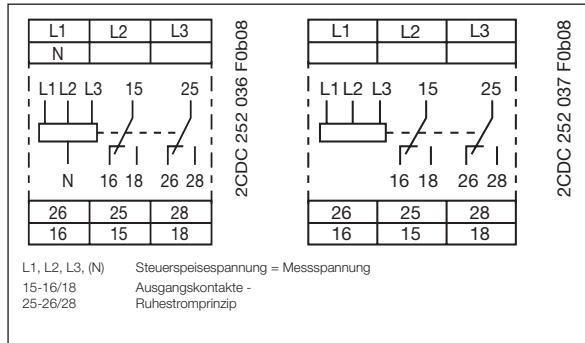 L1 L2 L3
N
L1 L2 L3 15 25
N 16 18 26 28
26 25 28
16 15 18
2CDC 252 036 F0b08
L1 L2 L3
L1 L2 L3 15 25
16 18 26 28
26 25 28
16 15 18
2CDC 252 037 F0b08
L1, L2, L3, (N) Steuerspeisespannung = Messspannung
15-16/18 Ausgangskontakte -
25-26/28 Ruhestromprinzip